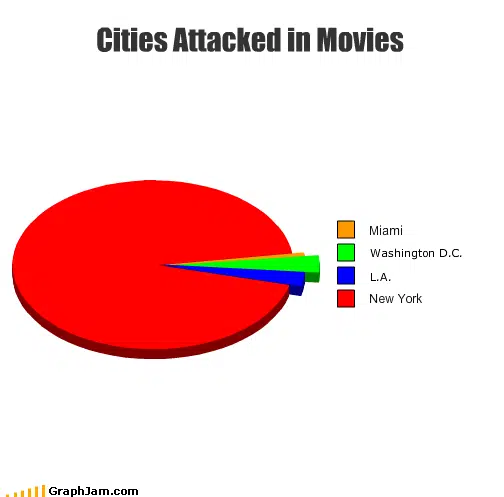 Cities Attacked in Movies
Miami
Washington D.C.
L.A.
New York
GraphJam.com